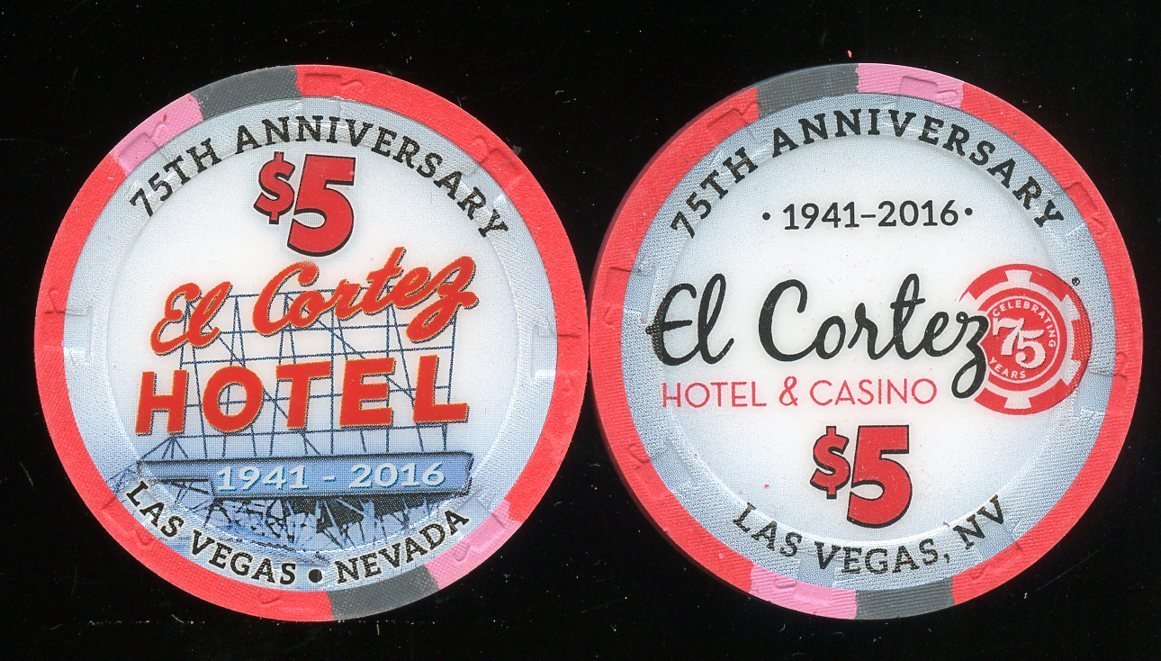 75TH ANNIVERSARY
$5
El Cortez
HOTEL
1941 - 2016
LAS VEGAS • NEVADA
75TH ANNIVERSARY
• 1941–2016 •
El Cortez
HOTEL & CASINO
CELEBRATING
75
YEARS
$5
LAS VEGAS, NV